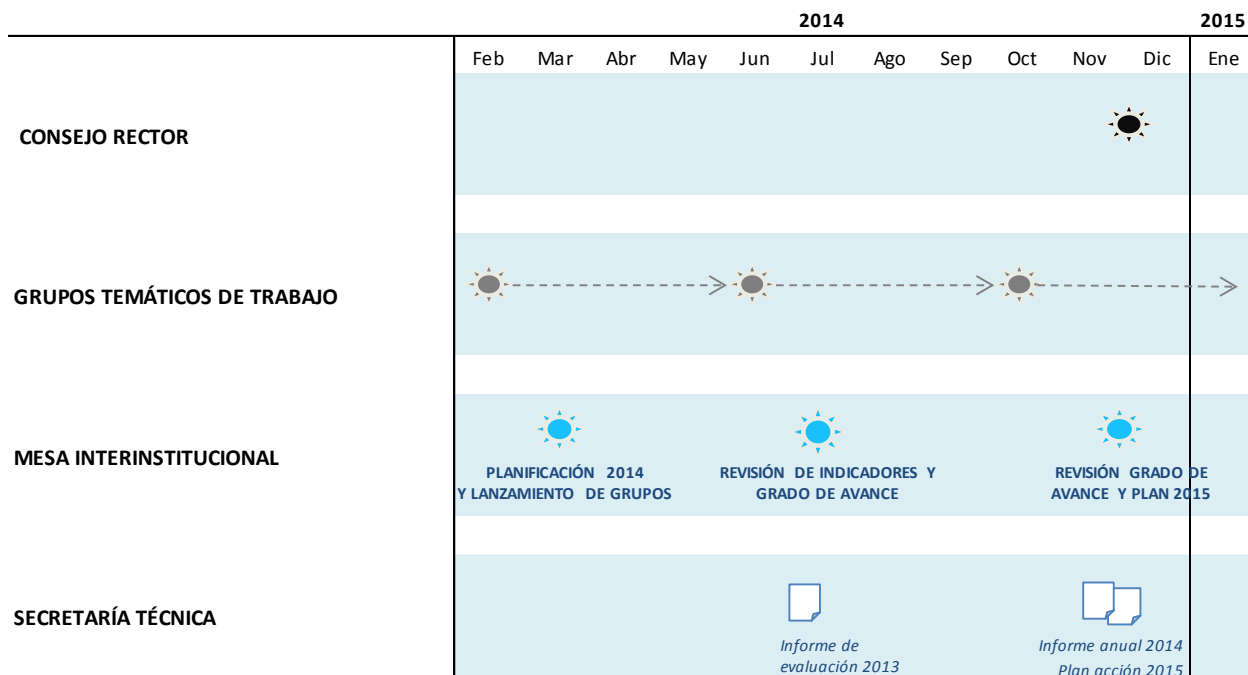 2014 2015
Feb Mar Abr May Jun Jul Ago Sep Oct Nov Dic Ene
CONSEJO RECTOR
GRUPOS TEMÁTICOS DE TRABAJO
MESA INTERINSTITUCIONAL
PLANIFICACIÓN 2014
Y LANZAMIENTO DE GRUPOS
REVISIÓN DE INDICADORES Y
GRADO DE AVANCE
REVISIÓN GRADO DE
AVANCE Y PLAN 2015
SECRETARÍA TÉCNICA
Informe de
evaluación 2013
Informe anual 2014
Plan acción 2015